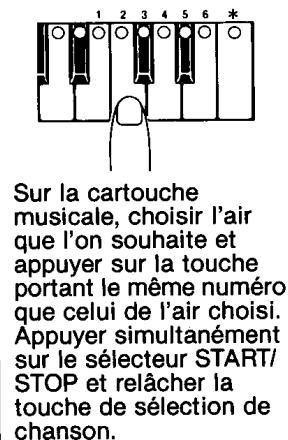 1 2 3 4 5 6 *
Sur la cartouche
musicale, choisir l'air
que l'on souhaite et
appuyer sur la touche
portant le même numéro
que celui de l'air choisi.
Appuyer simultanément
sur le sélecteur START/
STOP et relâcher la
touche de sélection de
chanson.